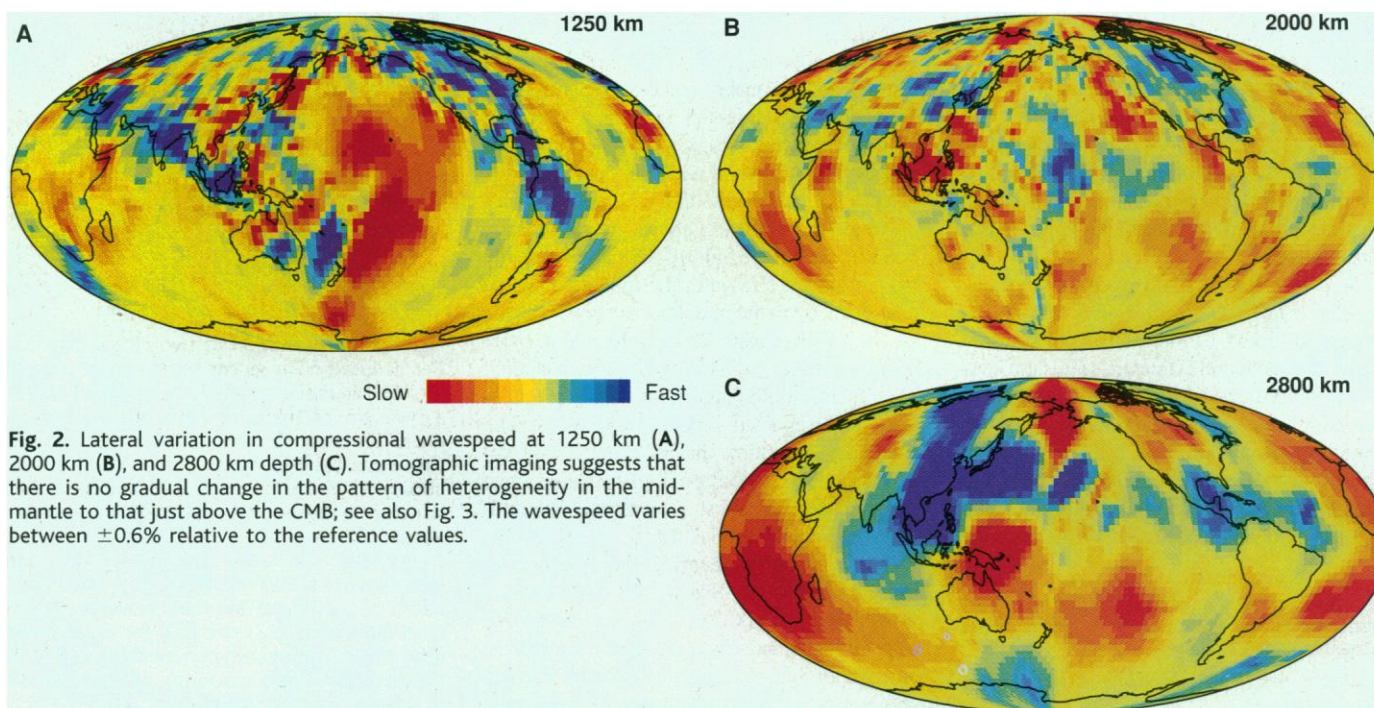 A
1250 km
B
2000 km
Slow
Fast
C
2800 km
Fig. 2. Lateral variation in compressional wavespeed at 1250 km (A),
2000 km (B), and 2800 km depth (C). Tomographic imaging suggests that
there is no gradual change in the pattern of heterogeneity in the mid-
mantle to that just above the CMB; see also Fig. 3. The wavespeed varies
between ±0.6% relative to the reference values.